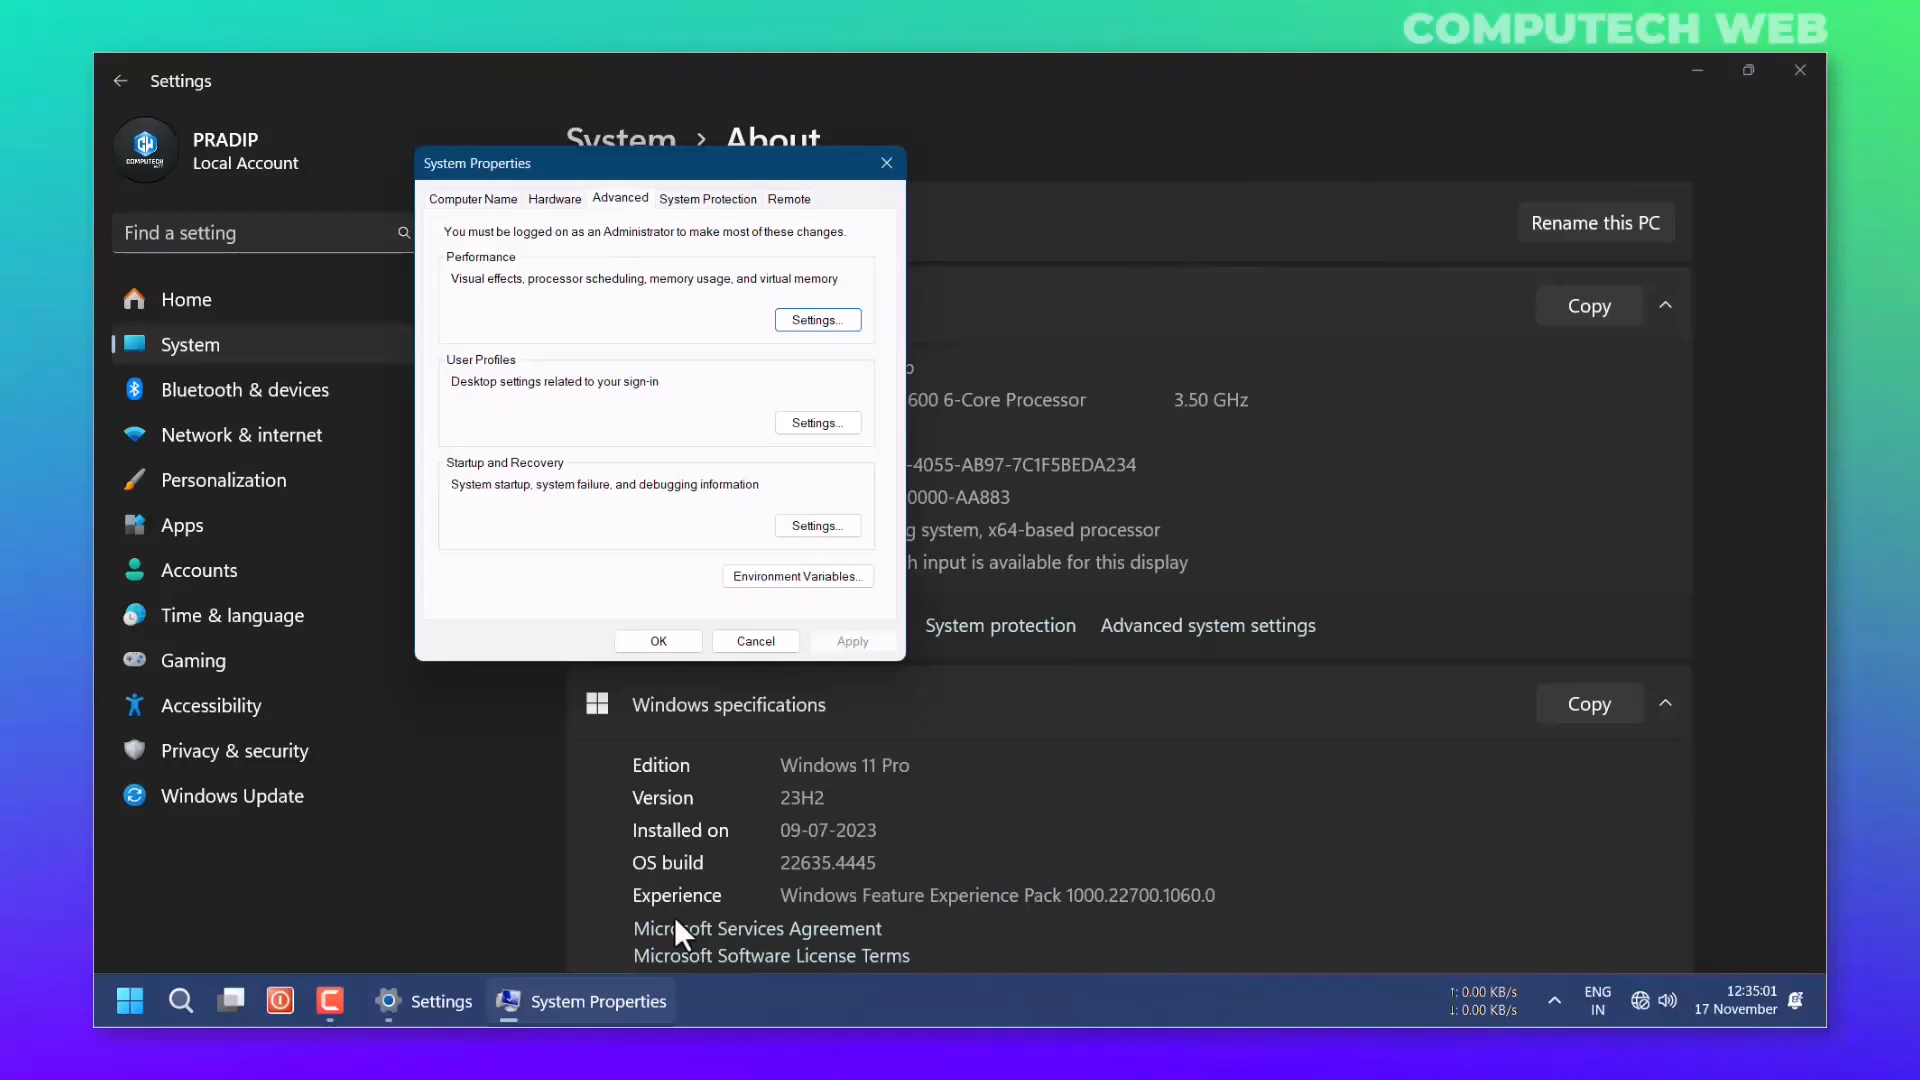 COMPUTECH WEB
Settings
PRADIP
Local Account
COMPUTECH
Find a setting
Home
System
Bluetooth & devices
Network & internet
Personalization
Apps
Accounts
Time & language
Gaming
Accessibility
Privacy & security
Windows Update
System > About
Rename this PC
Copy
600 6-Core Processor 3.50 GHz
-4055-AB97-7C1F5BEDA234
0000-AA883
g system, x64-based processor
h input is available for this display
System protection Advanced system settings
System Properties
Computer Name Hardware Advanced System Protection Remote
You must be logged on as an Administrator to make most of these changes.
Performance
Visual effects, processor scheduling, memory usage, and virtual memory
Settings...
User Profiles
Desktop settings related to your sign-in
Settings...
Startup and Recovery
System startup, system failure, and debugging information
Settings...
Environment Variables...
OK Cancel Apply
Windows specifications Copy
Edition Windows 11 Pro
Version 23H2
Installed on 09-07-2023
OS build 22635.4445
Experience Windows Feature Experience Pack 1000.22700.1060.0
Microsoft Services Agreement
Microsoft Software License Terms
Settings System Properties
↑: 0.00 KB/s
↓: 0.00 KB/s
ENG
IN
12:35:01
17 November